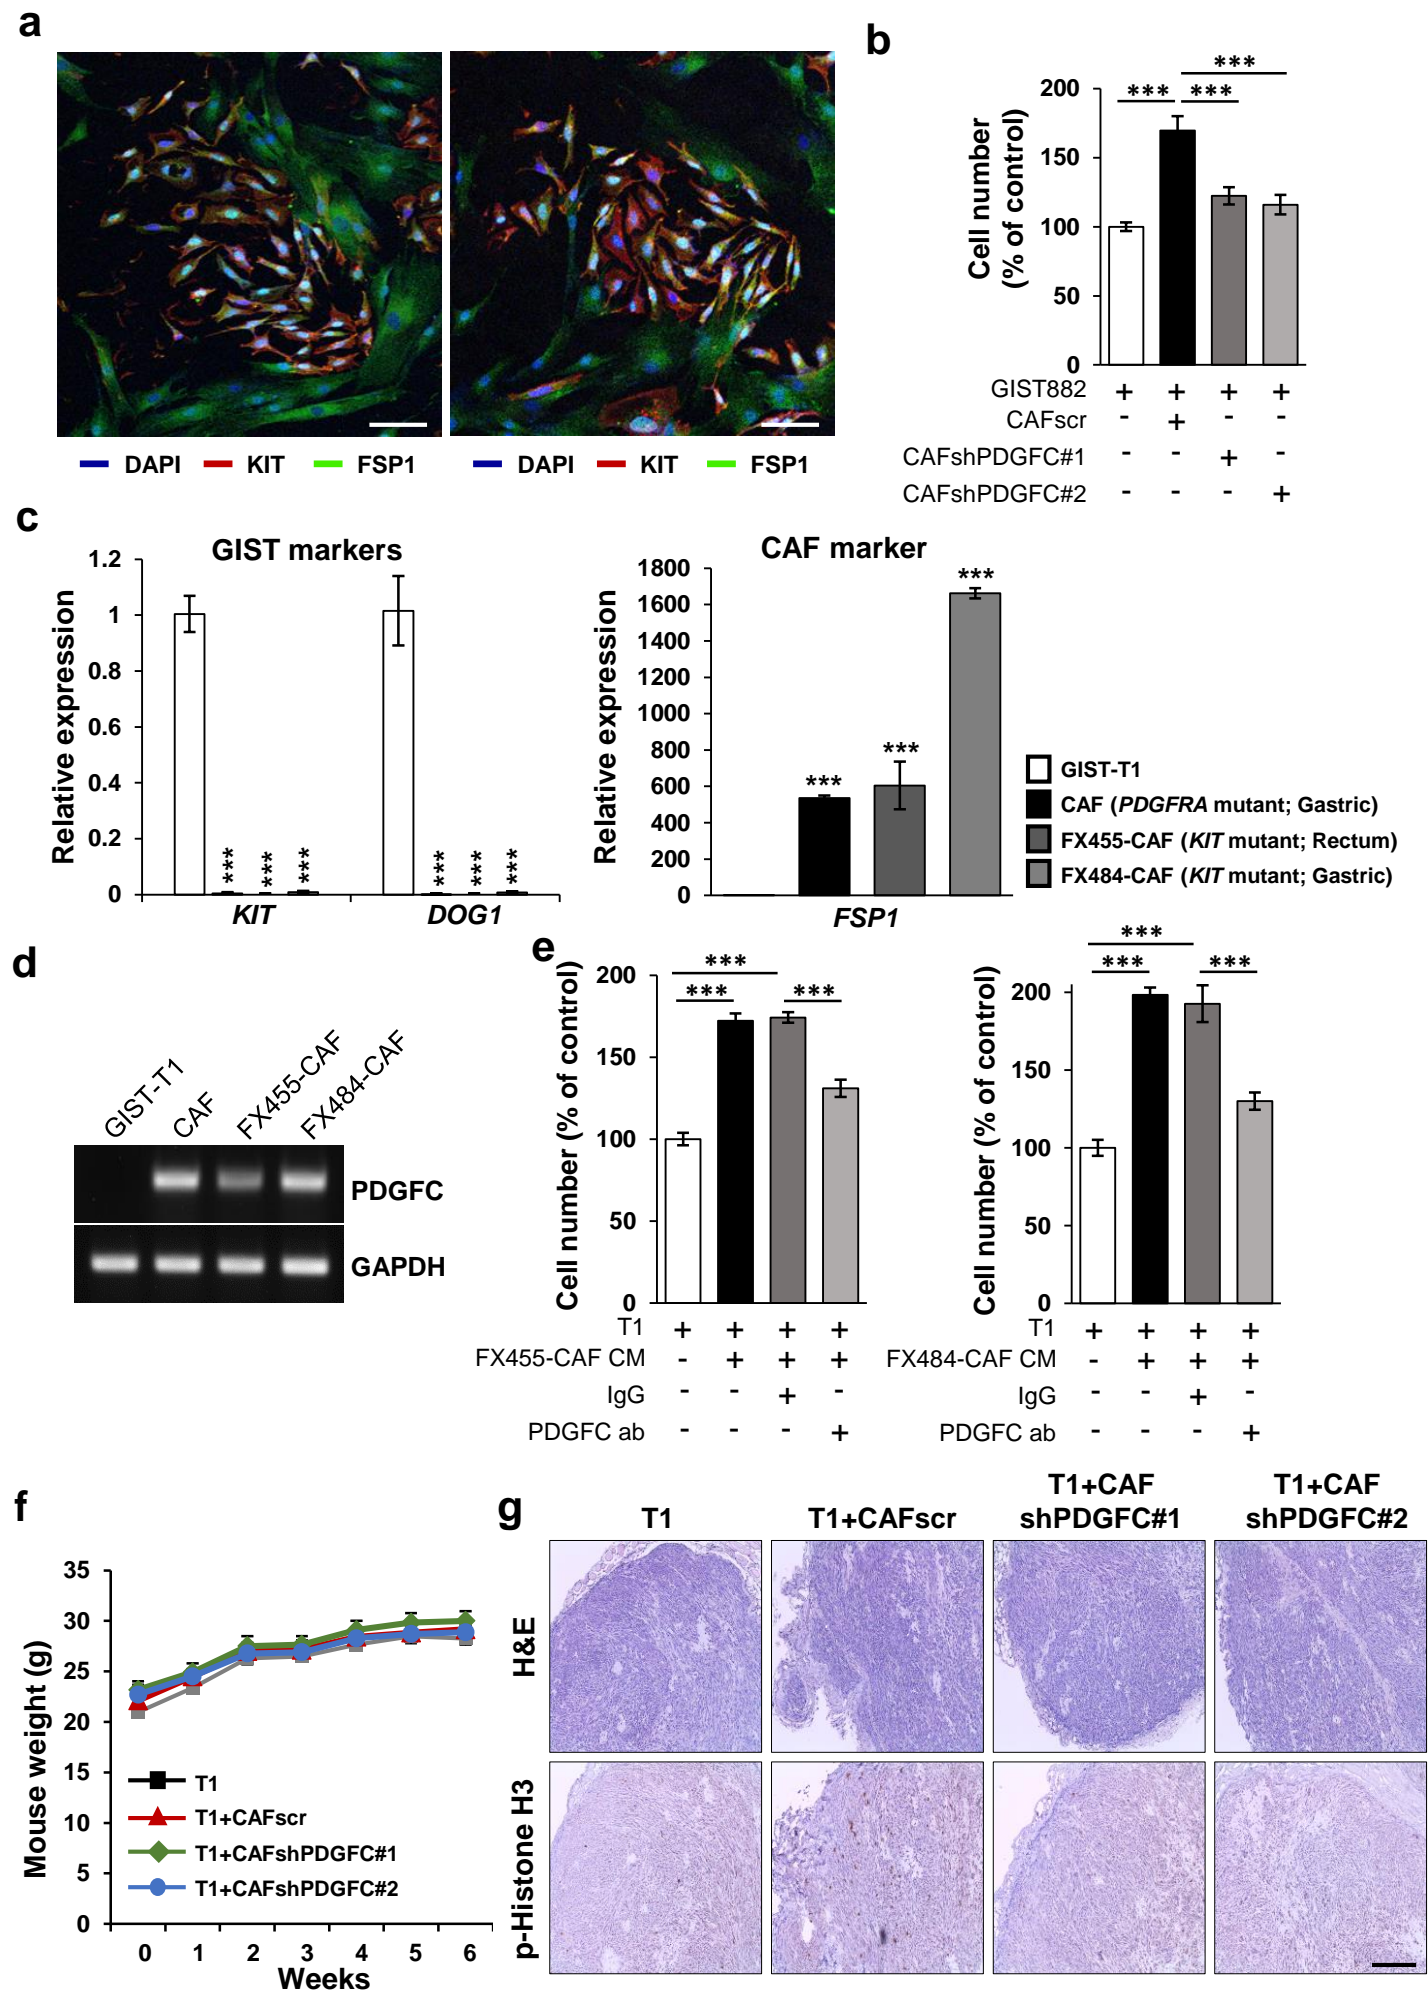 a
DAPI KIT FSP1 DAPI KIT FSP1
b
Cell number
(% of control)
200
150
100
50
0
*** *** ***
GIST882 + + + +
CAFscr - + - -
CAFshPDGFC#1 - - + -
CAFshPDGFC#2 - - - +
c
GIST markers
Relative expression
1.2
1
0.8
0.6
0.4
0.2
0
*** *** *** *** *** ***
KIT DOG1
CAF marker
Relative expression
1800
1600
1400
1200
1000
800
600
400
200
0
*** *** ***
FSP1
GIST-T1
CAF (PDGFRA mutant; Gastric)
FX455-CAF (KIT mutant; Rectum)
FX484-CAF (KIT mutant; Gastric)
d
GIST-T1 CAF FX455-CAF FX484-CAF
PDGFC
GAPDH
e
Cell number (% of control)
200
150
100
50
0
*** *** ***
T1 + + + +
FX455-CAF CM - + + +
IgG - - + -
PDGFC ab - - - +
Cell number (% of control)
200
150
100
50
0
*** *** ***
T1 + + + +
FX484-CAF CM - + + +
IgG - - + -
PDGFC ab - - - +
f
Mouse weight (g)
35
30
25
20
15
10
5
0
T1
T1+CAFscr
T1+CAFshPDGFC#1
T1+CAFshPDGFC#2
0 1 2 3 4 5 6
Weeks
g
T1 T1+CAFscr T1+CAF shPDGFC#1 T1+CAF shPDGFC#2
H&E
p-Histone H3